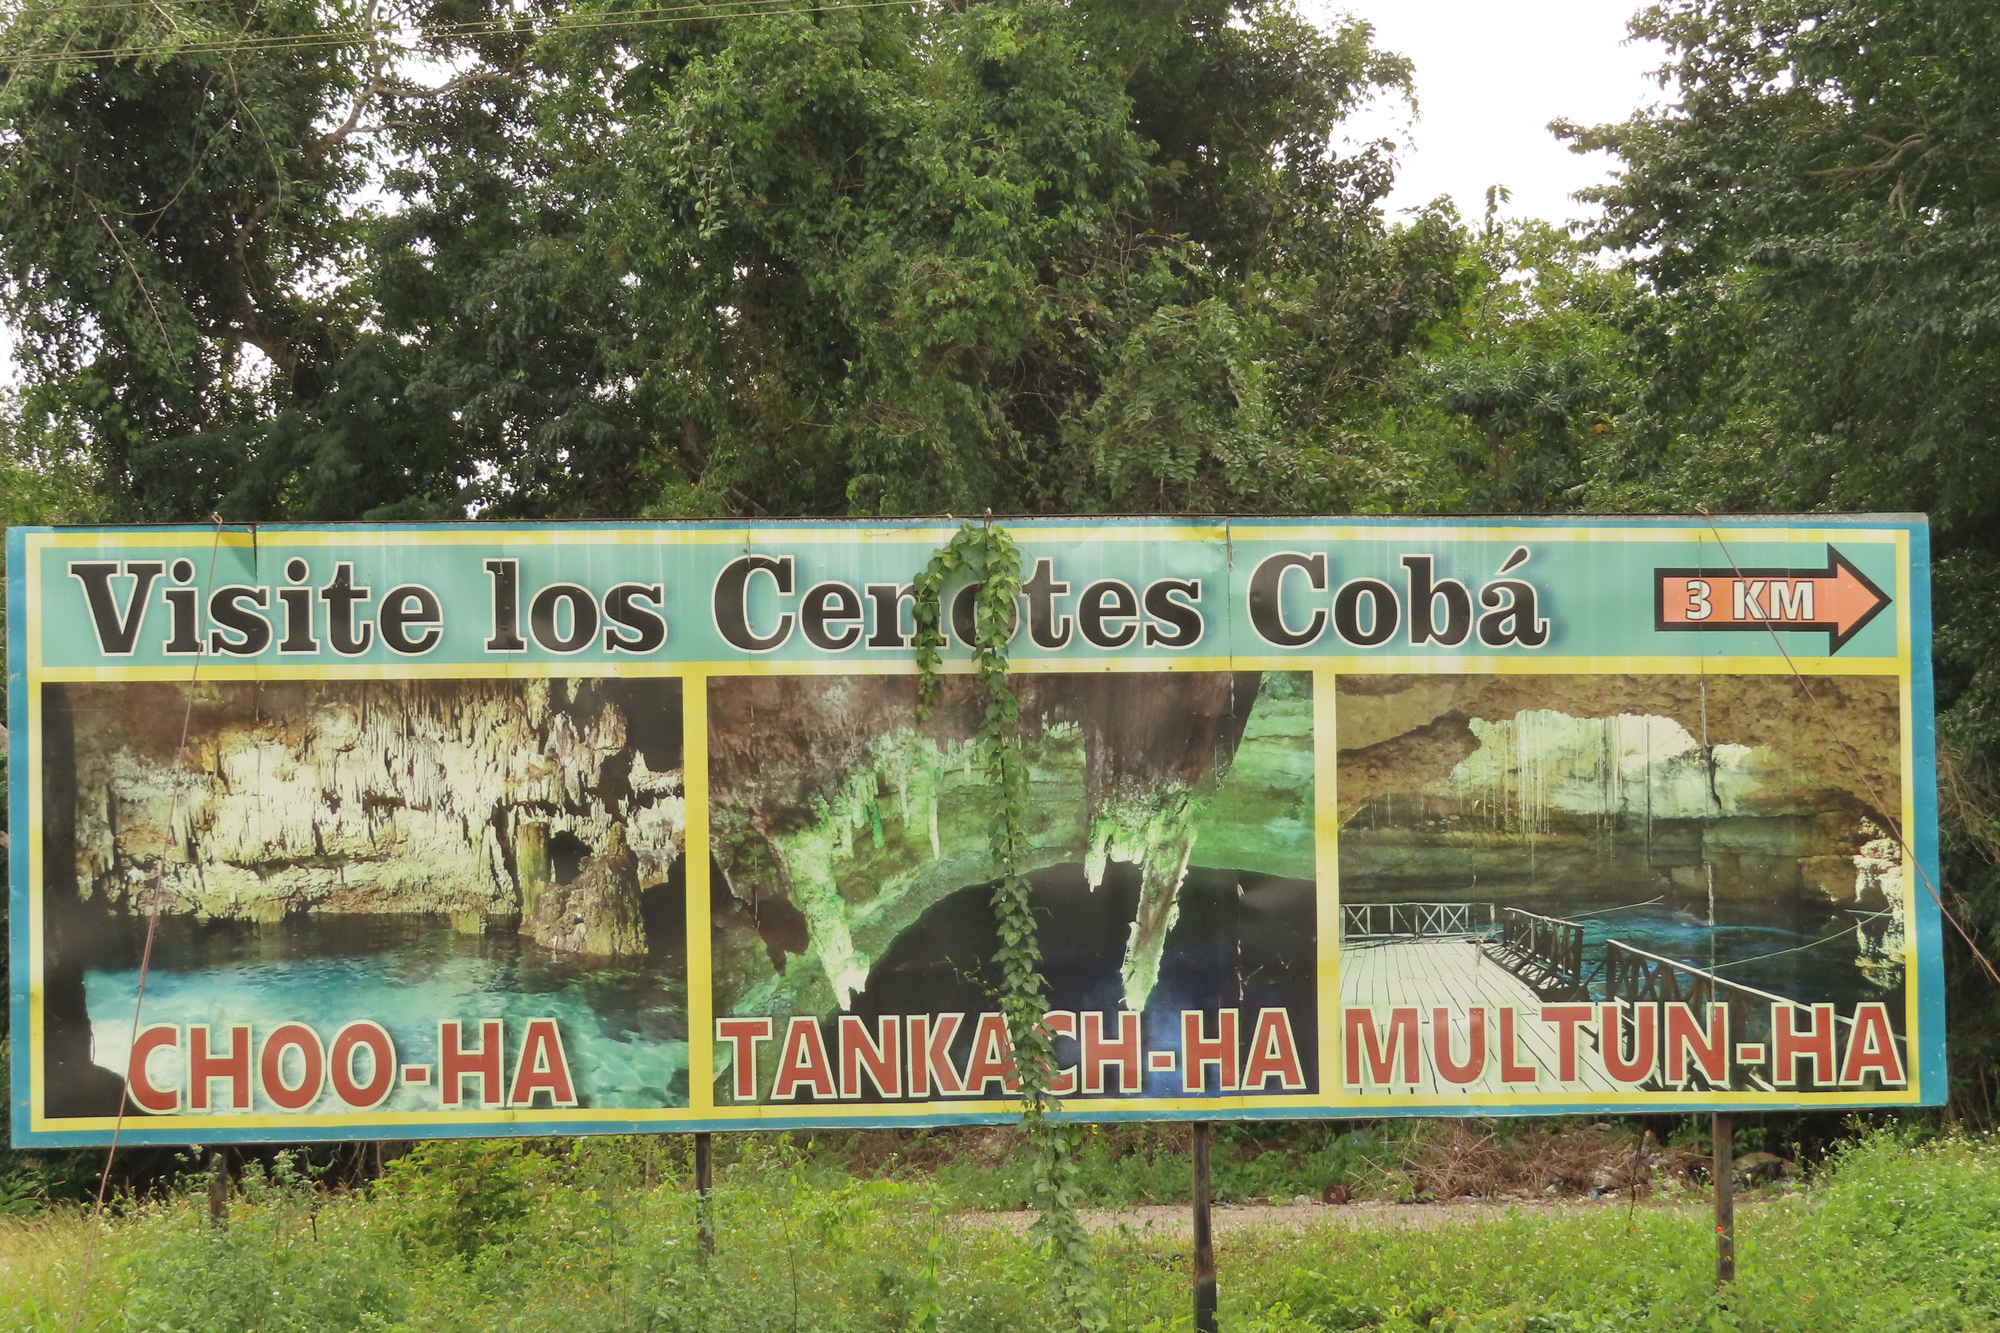 Visite los Cenotes Cobá
3 KM
CHOO-HA
TANKACH-HA
MULTUN-HA